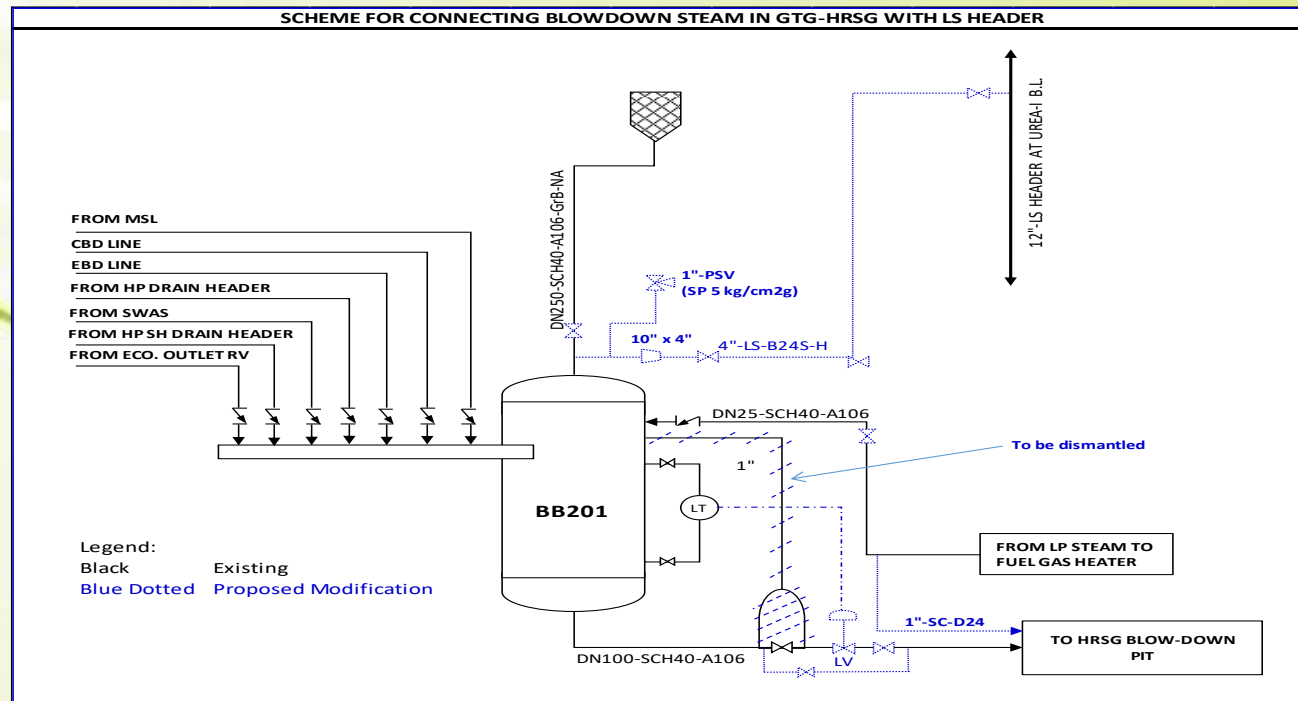 SCHEME FOR CONNECTING BLOWDOWN STEAM IN GTG-HRSG WITH LS HEADER
12"-LS HEADER AT UREA-I B.L.
DN250-SCH40-A106-GrB-NA
FROM MSL
CBD LINE
EBD LINE
FROM HP DRAIN HEADER
FROM SWAS
FROM HP SH DRAIN HEADER
FROM ECO. OUTLET RV
1"-PSV
(SP 5 kg/cm2g)
10" x 4"
4"-LS-B24S-H
DN25-SCH40-A106
To be dismantled
1"
BB201
LT
Legend:
Black Existing
Blue Dotted Proposed Modification
FROM LP STEAM TO
FUEL GAS HEATER
1"-SC-D24
TO HRSG BLOW-DOWN
PIT
DN100-SCH40-A106
LV